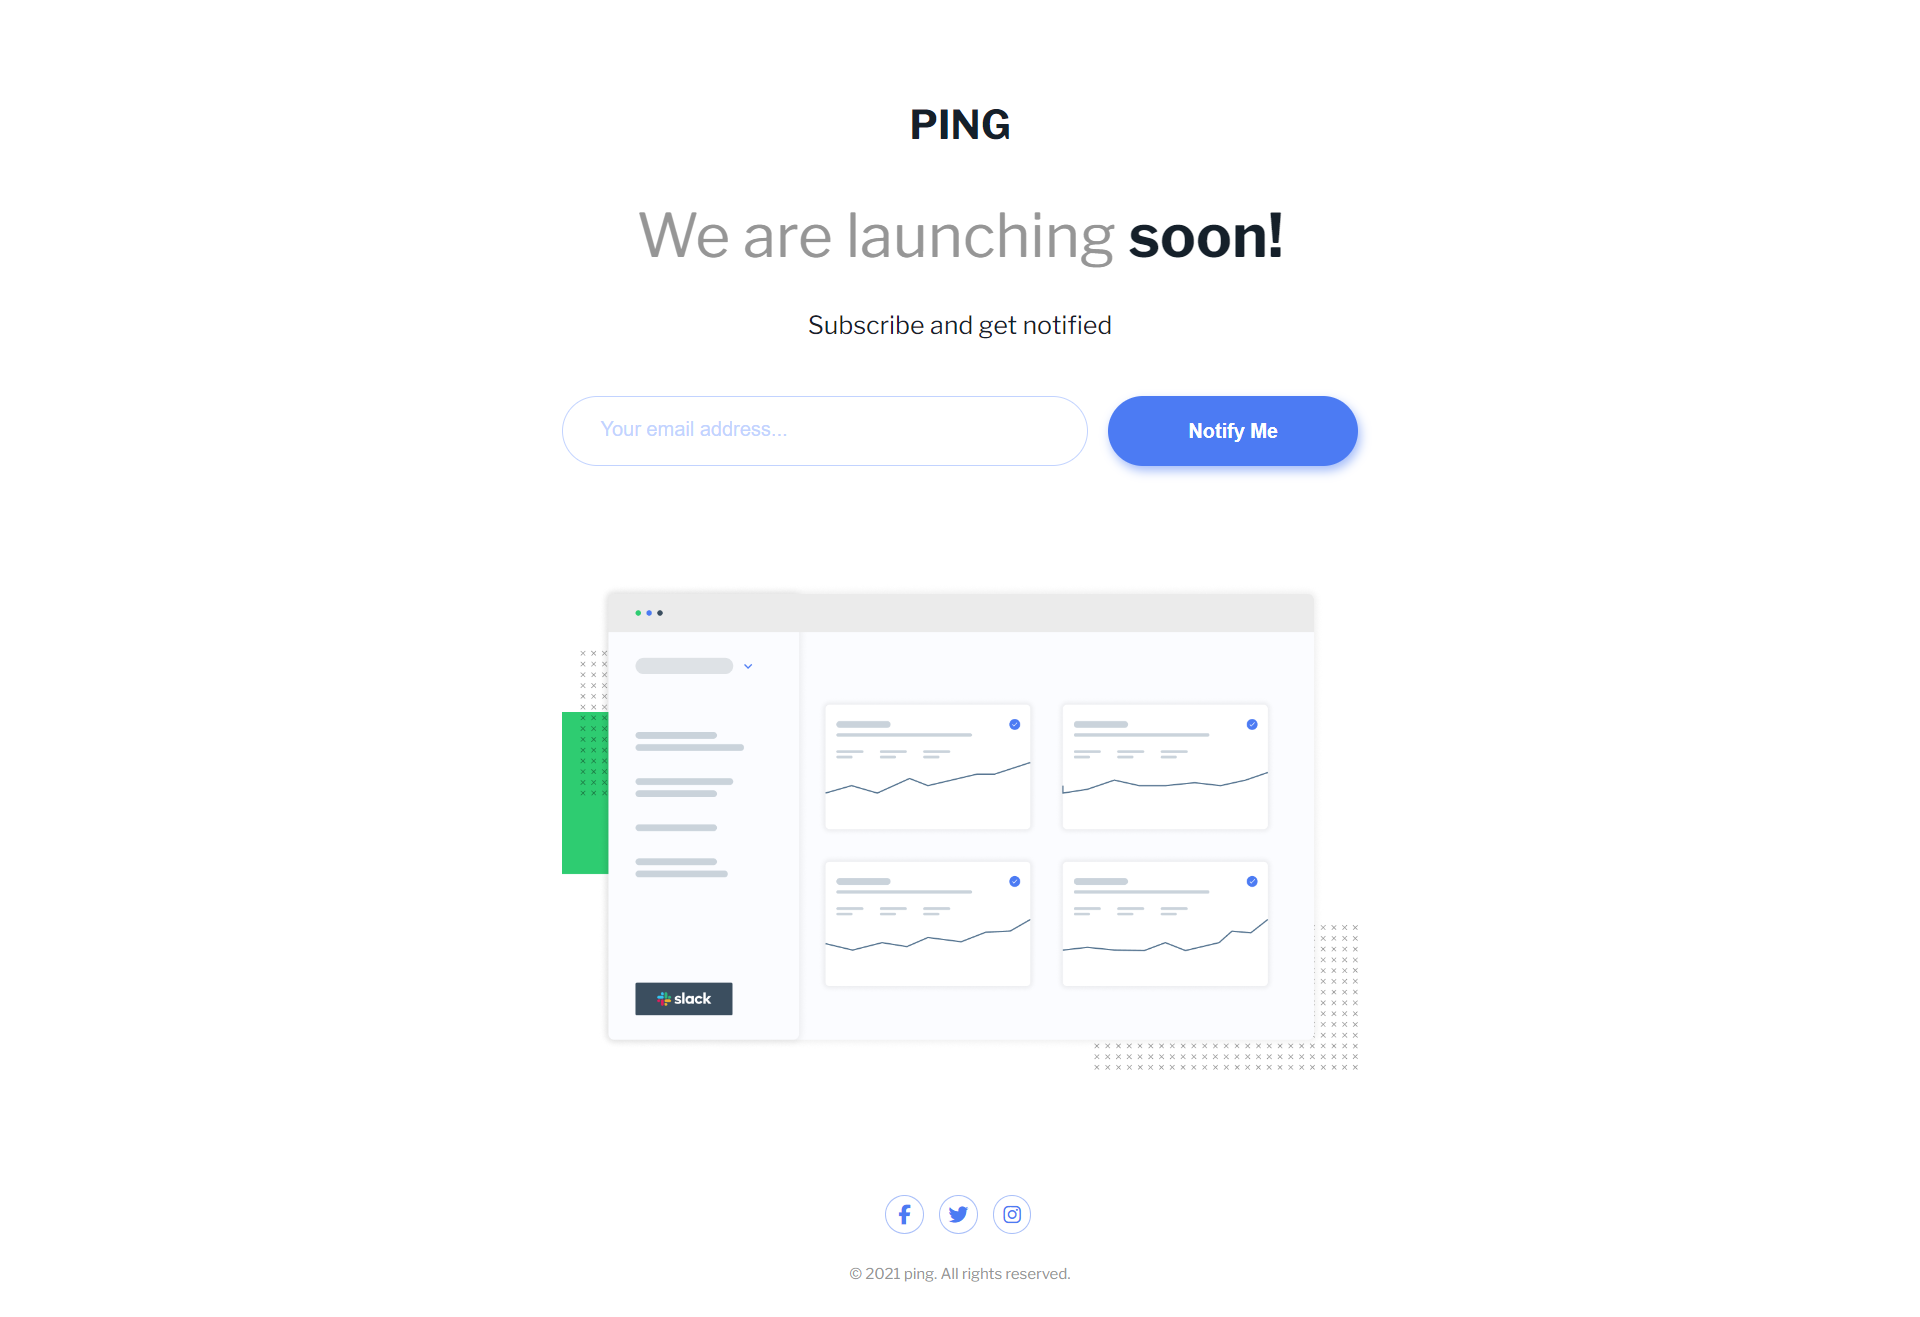 PING
We are launching soon!
Subscribe and get notified
Your email address...
Notify Me
slack
© 2021 ping. All rights reserved.